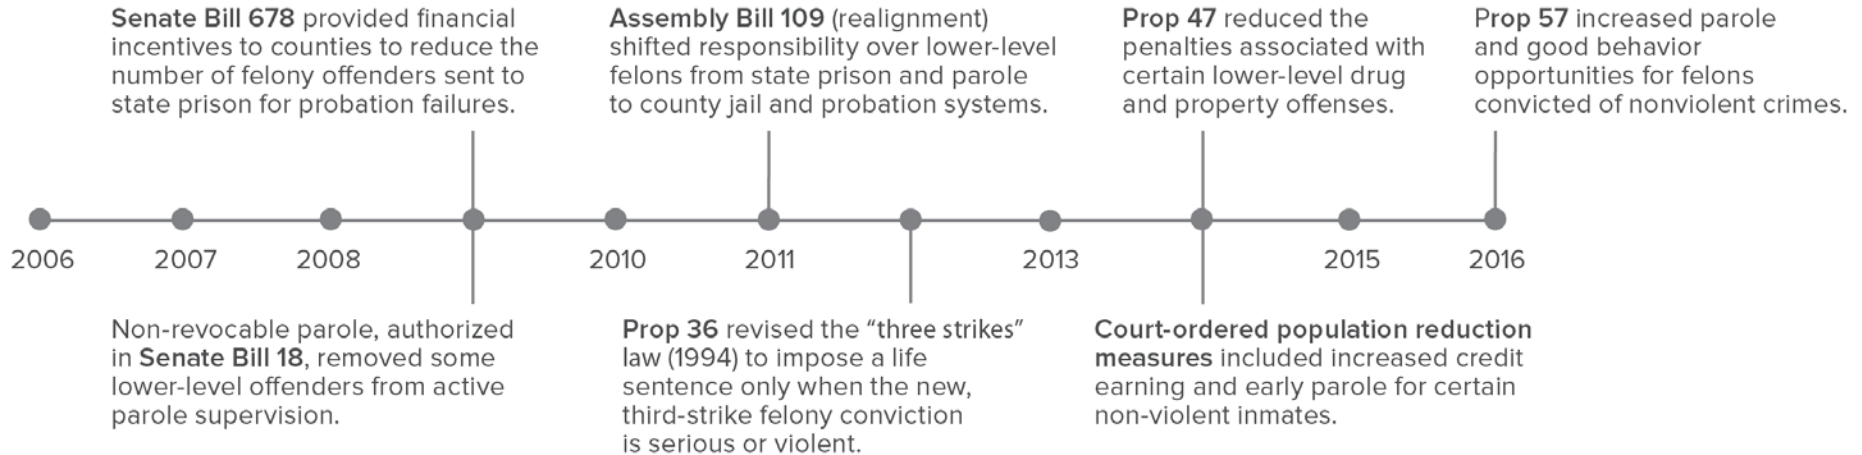 Senate Bill 678 provided financial
incentives to counties to reduce the
number of felony offenders sent to
state prison for probation failures.
Assembly Bill 109 (realignment)
shifted responsibility over lower-level
felons from state prison and parole
to county jail and probation systems.
Prop 47 reduced the
penalties associated with
certain lower-level drug
and property offenses.
Prop 57 increased parole
and good behavior
opportunities for felons
convicted of nonviolent crimes.
2006
2007
2008
2010
2011
2013
2015
2016
Non-revocable parole, authorized
in Senate Bill 18, removed some
lower-level offenders from active
parole supervision.
Prop 36 revised the “three strikes”
law (1994) to impose a life
sentence only when the new,
third-strike felony conviction
is serious or violent.
Court-ordered population reduction
measures included increased credit
earning and early parole for certain
non-violent inmates.